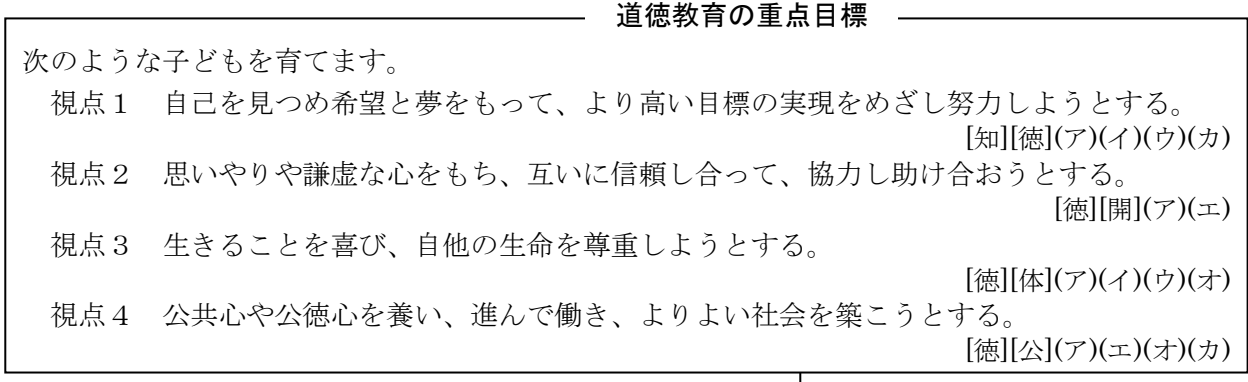 道徳教育の重点目標
次のような子どもを育てます。
視点１　自己を見つめ希望と夢をもって、より高い目標の実現をめざし努力しようとする。
[知][徳](ア)(イ)(ウ)(カ)
視点２　思いやりや謙虚な心をもち、互いに信頼し合って、協力し助け合おうとする。
[徳][開](ア)(エ)
視点３　生きることを喜び、自他の生命を尊重しようとする。
[徳][体](ア)(イ)(ウ)(オ)
視点４　公共心や公徳心を養い、進んで働き、よりよい社会を築こうとする。
[徳][公](ア)(エ)(オ)(カ)